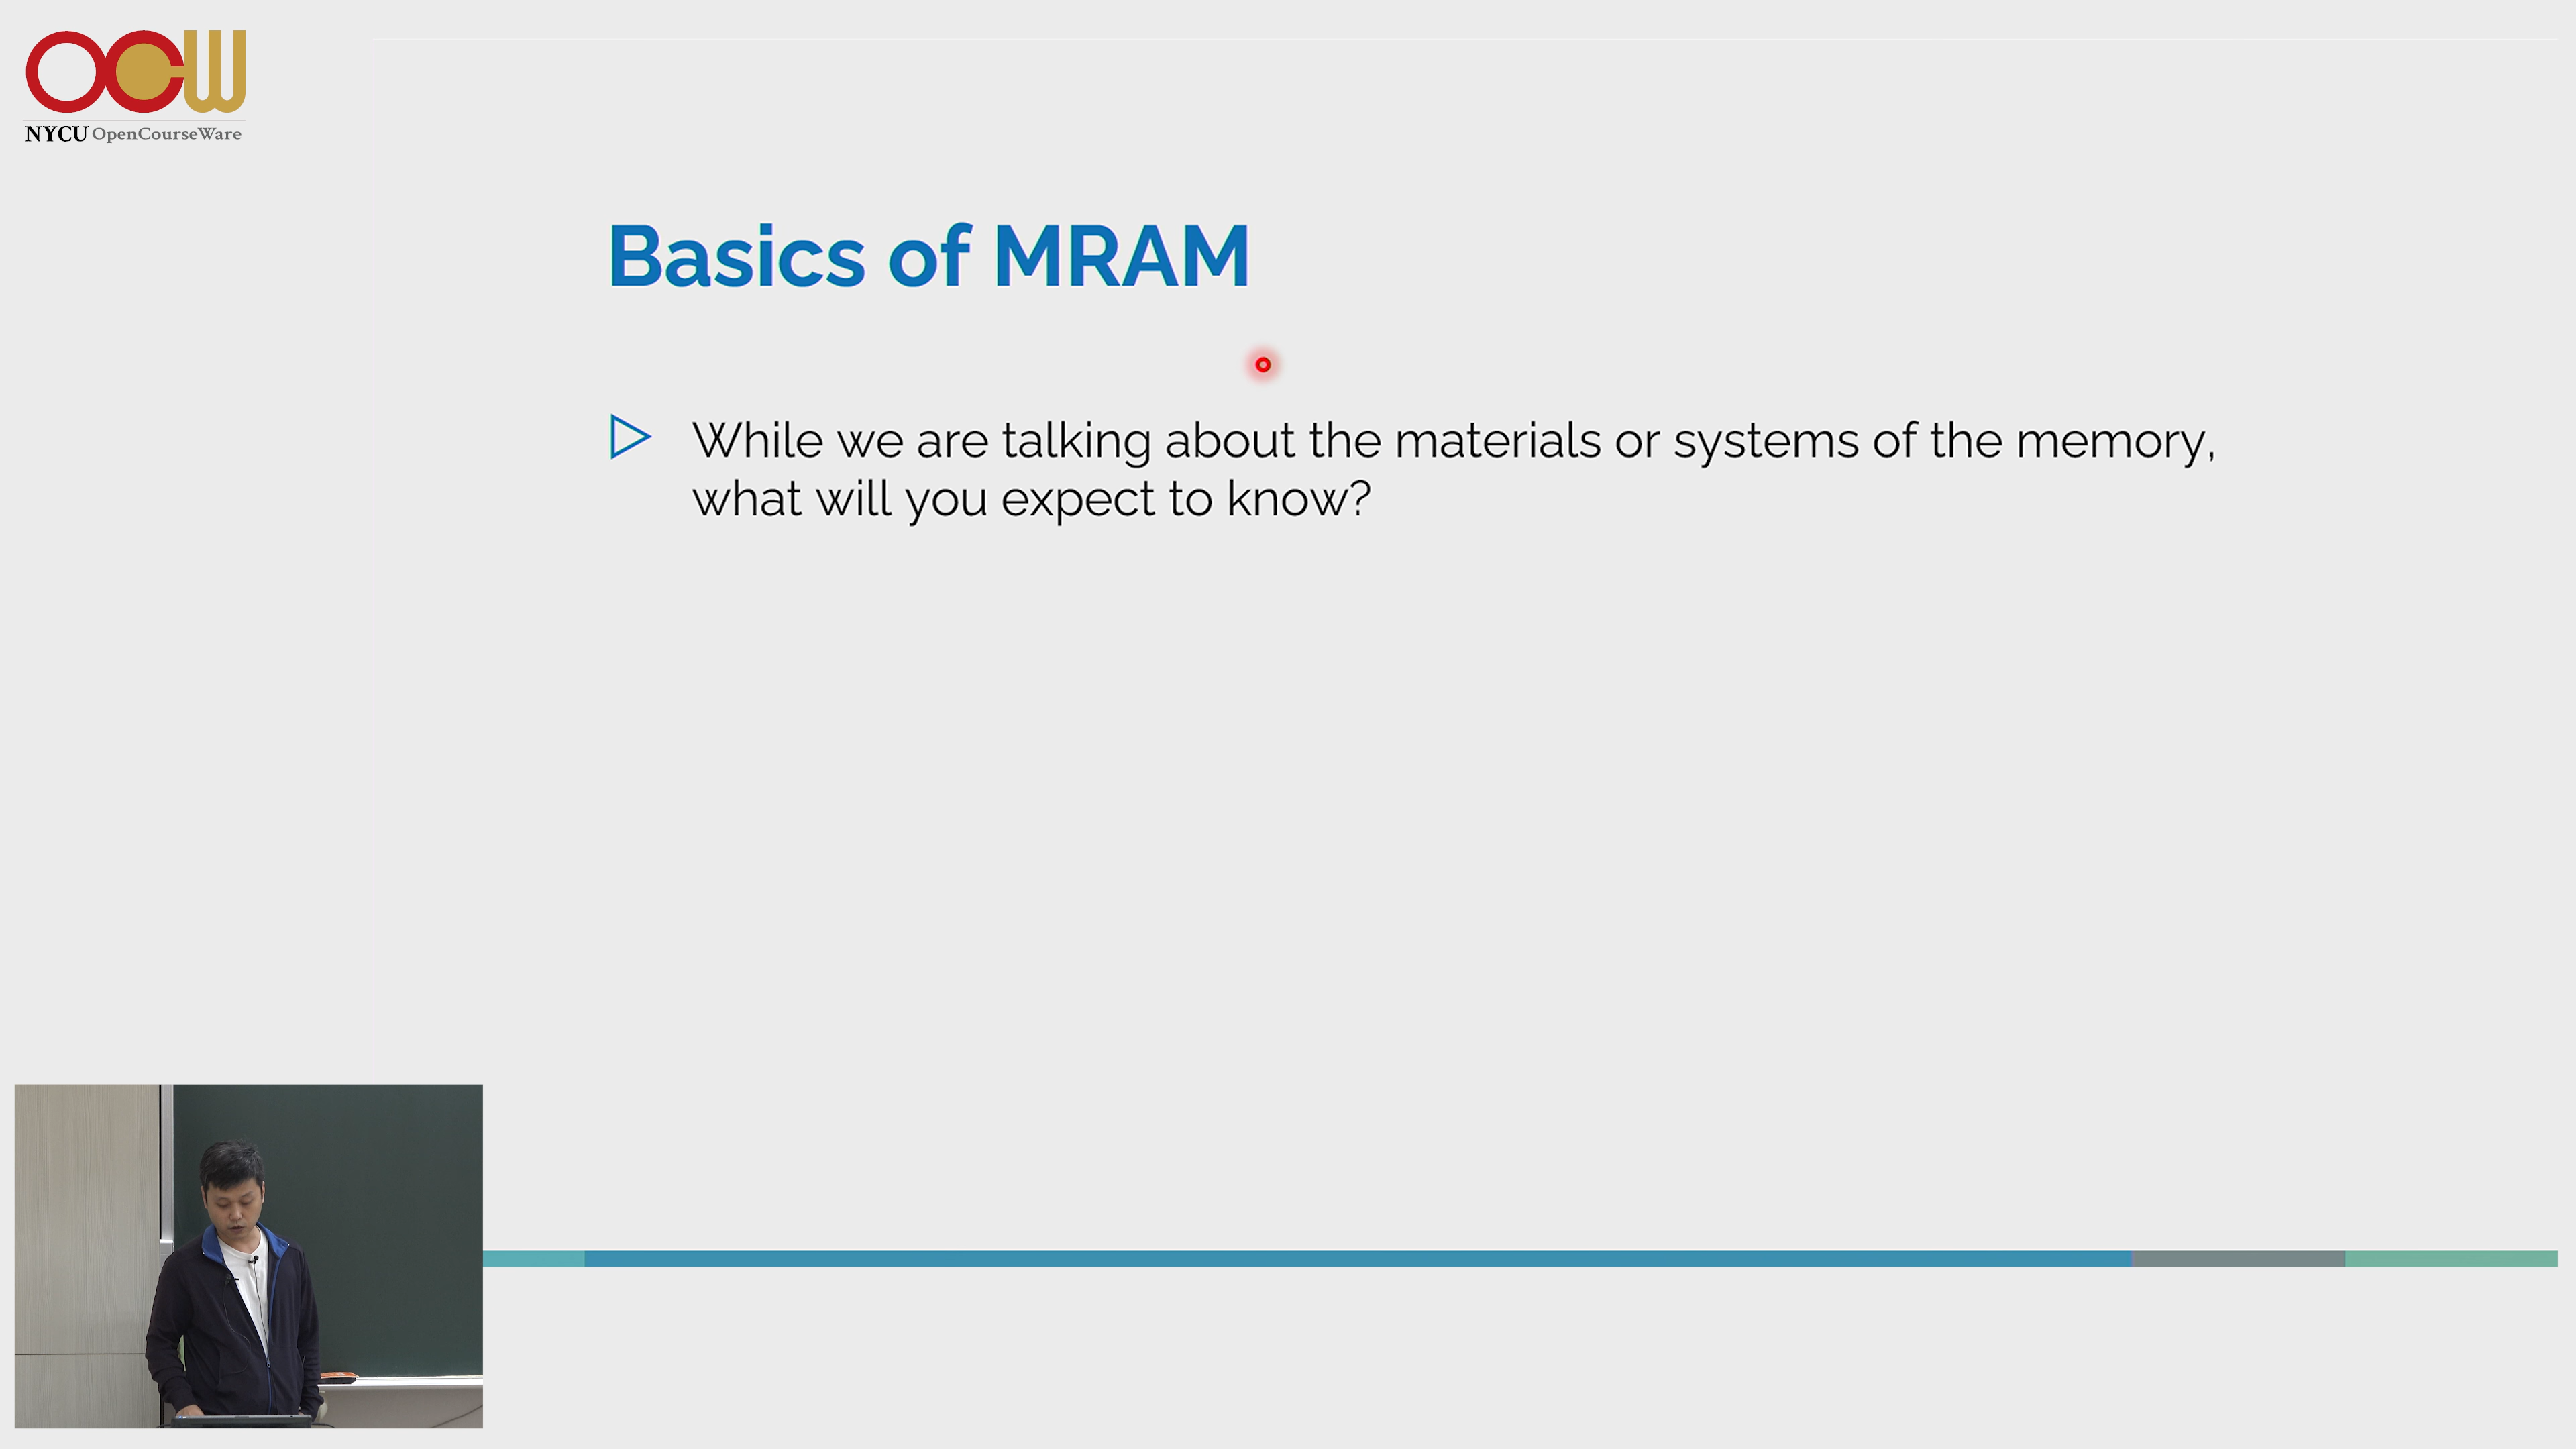 OCW
NYCU OpenCourseWare
Basics of MRAM
While we are talking about the materials or systems of the memory,
what will you expect to know?